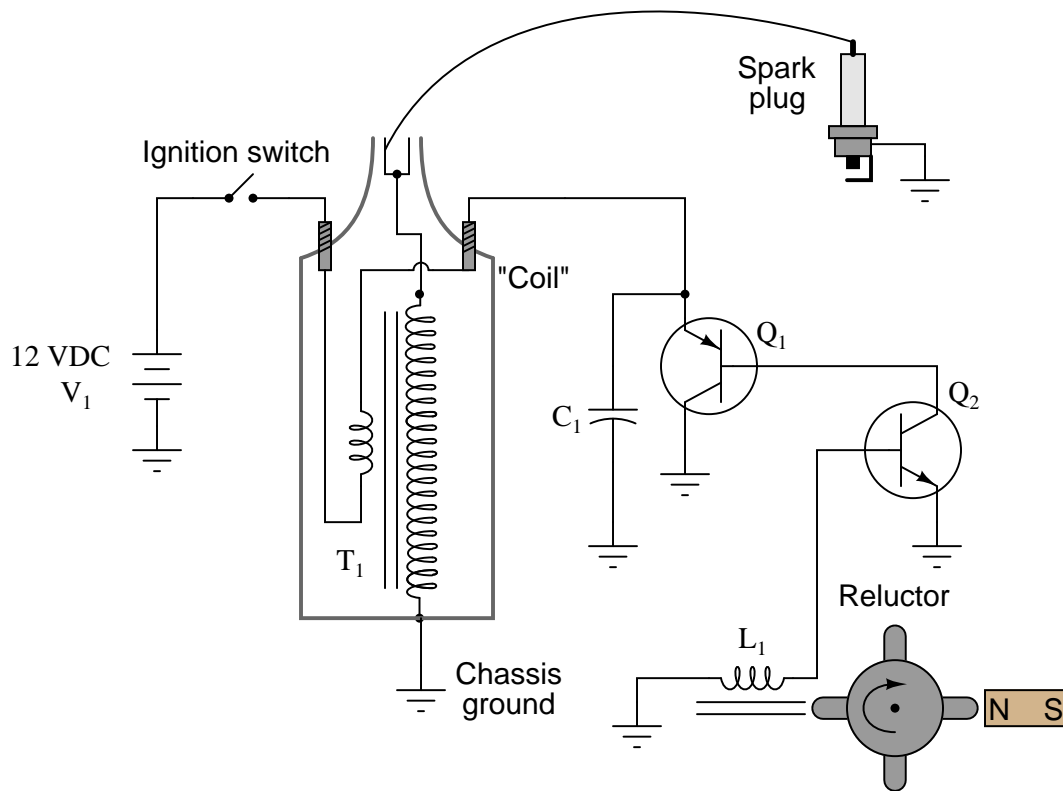 Spark
plug
Ignition switch
"Coil"
12 VDC
V1
Q1
C1
Q2
T1
Reluctor
L1
Chassis
ground
N S